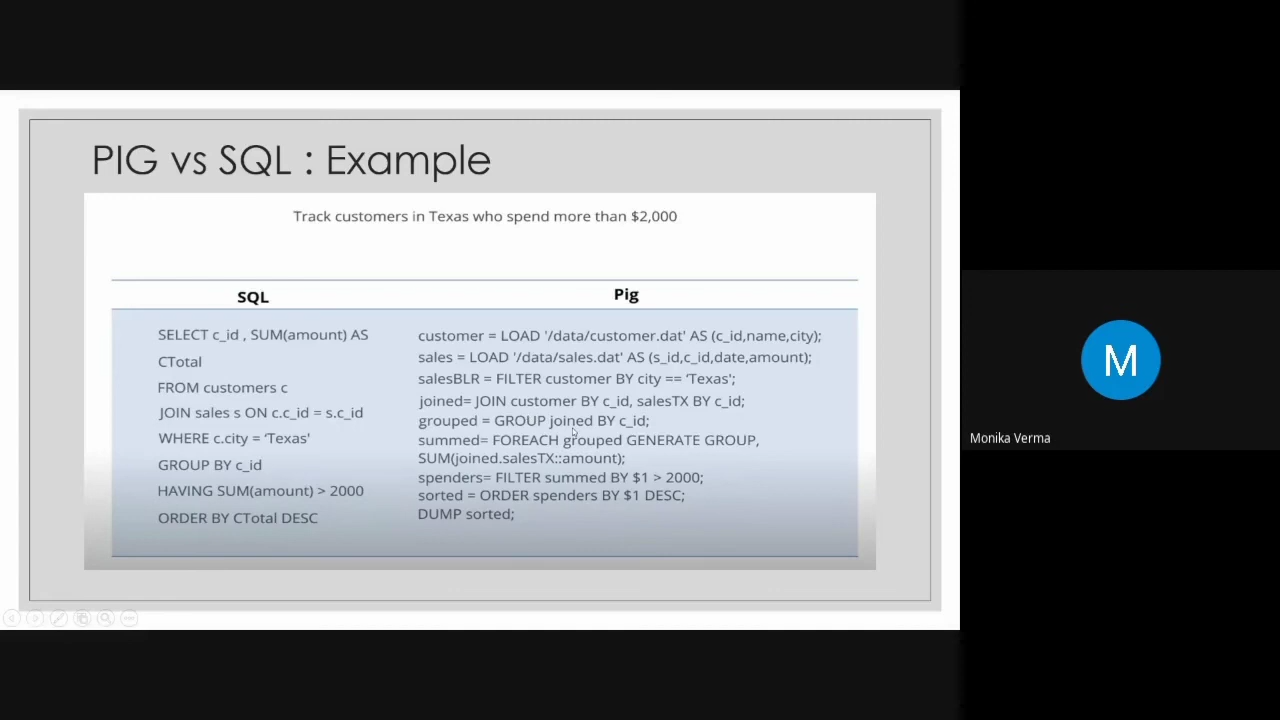 PIG vs SQL : Example
Track customers in Texas who spend more than $2,000
SQL
Pig
SELECT c_id , SUM(amount) AS
CTotal
FROM customers c
JOIN sales s ON c.c_id = s.c_id
WHERE c.city = ‘Texas'
GROUP BY c_id
HAVING SUM(amount) > 2000
ORDER BY CTotal DESC
customer = LOAD '/data/customer.dat' AS (c_id,name,city);
sales = LOAD '/data/sales.dat' AS (s_id,c_id,date,amount);
salesBLR = FILTER customer BY city == ‘Texas';
joined= JOIN customer BY c_id, salesTX BY c_id;
grouped = GROUP joined BY c_id;
summed= FOREACH grouped GENERATE GROUP,
SUM(joined.salesTX::amount);
spenders= FILTER summed BY $1 > 2000;
sorted = ORDER spenders BY $1 DESC;
DUMP sorted;
M
Monika Verma